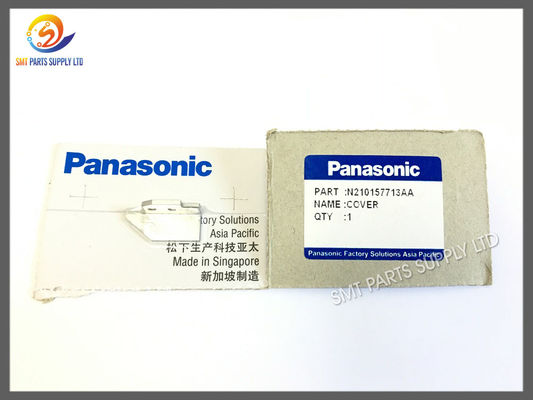 SMT PARTS SUPPLY LTD
Panasonic
ory Solutions
Asia Pacific
松下生产科技亚太
Made in Singapore
新加坡制造
Panasonic
PART :N210157713AA
NAME :COVER
QTY :1
Panasonic Factory Solutions Asia Pacific
SMT PARTS SUPPLY LTD